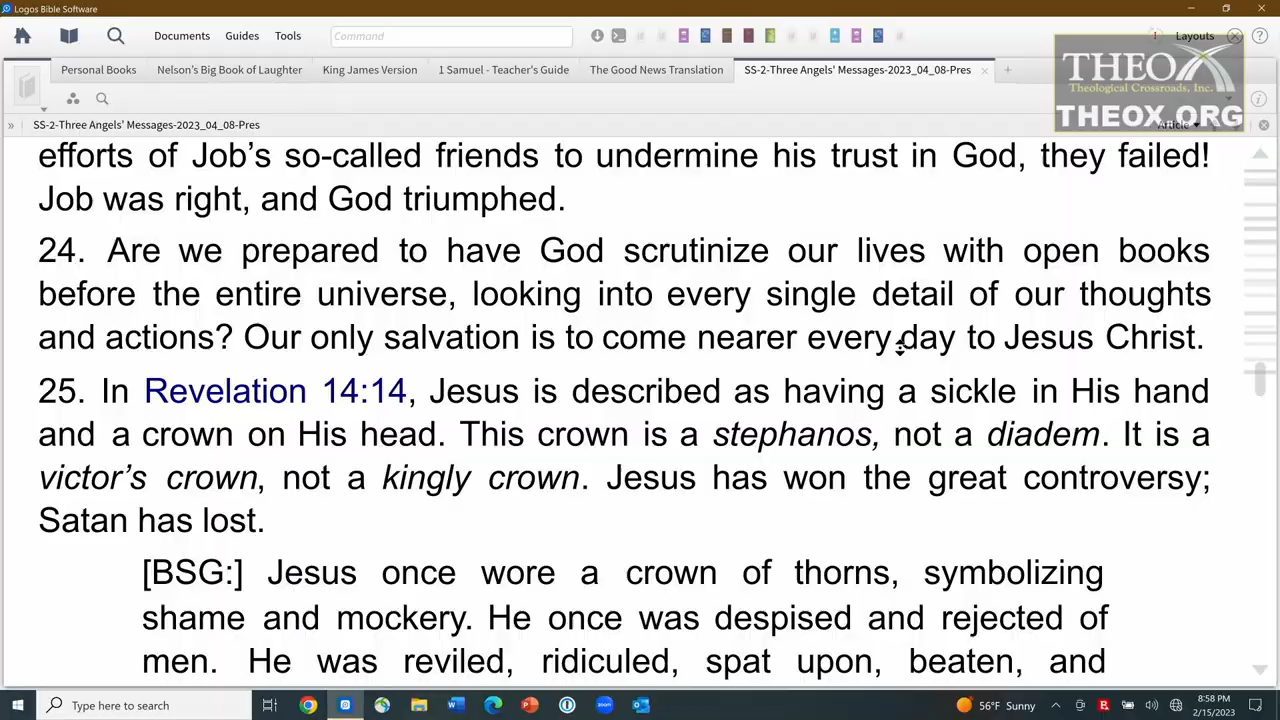 Logos Bible Software
Documents Guides Tools Command Layouts
Personal Books Nelson's Big Book of Laughter King James Version 1 Samuel - Teacher's Guide The Good News Translation SS-2-Three Angels' Messages-2023_04_08-Pres
THEOX
Theological Crossroads, Inc.
THEOX.ORG
SS-2-Three Angels' Messages-2023_04_08-Pres Article
efforts of Job's so-called friends to undermine his trust in God, they failed!
Job was right, and God triumphed.
24. Are we prepared to have God scrutinize our lives with open books
before the entire universe, looking into every single detail of our thoughts
and actions? Our only salvation is to come nearer every day to Jesus Christ.
25. In Revelation 14:14, Jesus is described as having a sickle in His hand
and a crown on His head. This crown is a stephanos, not a diadem. It is a
victor's crown, not a kingly crown. Jesus has won the great controversy;
Satan has lost.
[BSG:] Jesus once wore a crown of thorns, symbolizing
shame and mockery. He once was despised and rejected of
men. He was reviled, ridiculed, spat upon, beaten, and
Type here to search 56°F Sunny 8:58 PM
2/15/2023